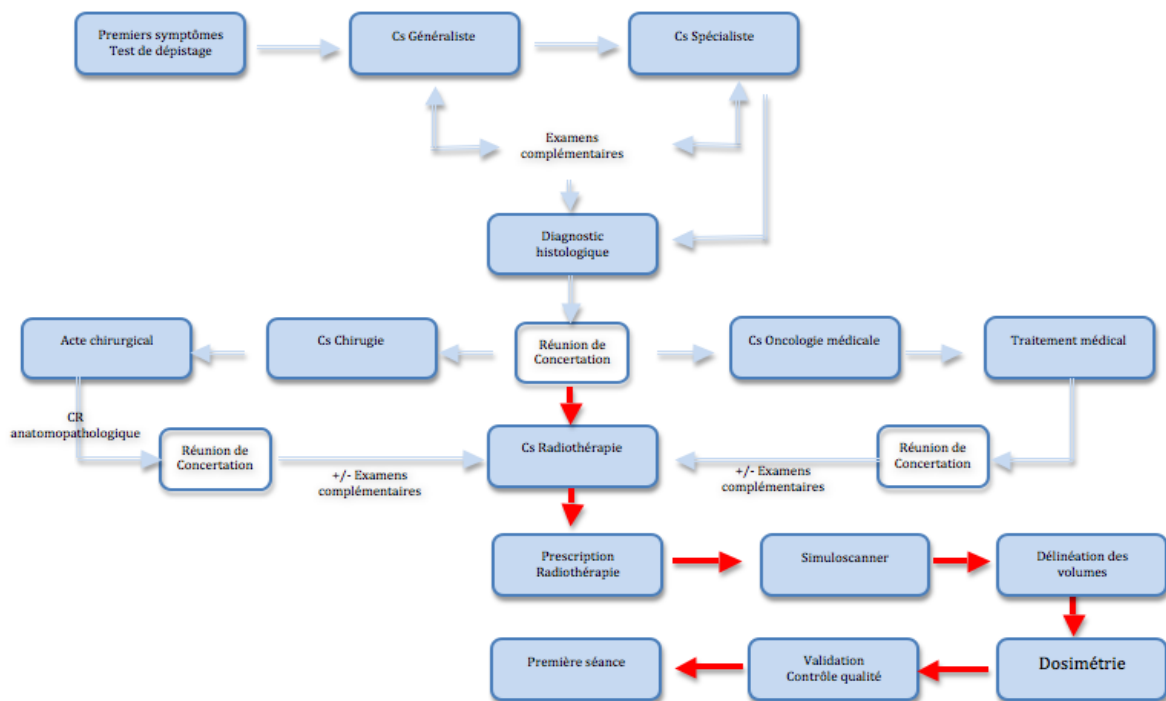 Premiers symptômes
Test de dépistage
Cs Généraliste
Cs Spécialiste
Examens
complémentaires
Diagnostic
histologique
Acte chirurgical
Cs Chirugie
Réunion de
Concertation
Cs Oncologie médicale
Traitement médical
CR
anatomopathologique
Réunion de
Concertation
+/- Examens
complémentaires
Cs Radiothérapie
+/- Examens
complémentaires
Réunion de
Concertation
Prescription
Radiothérapie
Simuloscanner
Délinéation des
volumes
Première séance
Validation
Contrôle qualité
Dosimétrie